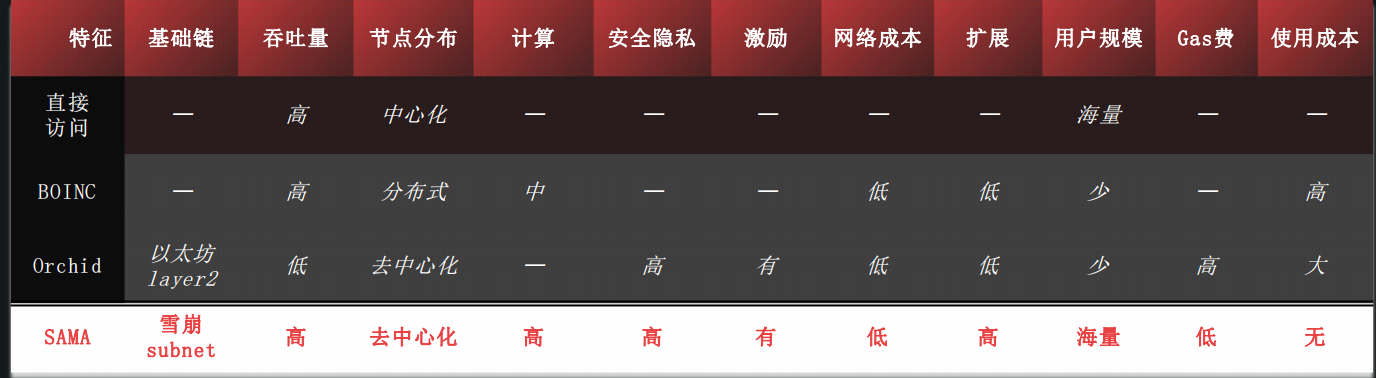 特征 基础链 吞吐量 节点分布 计算 安全隐私 激励 网络成本 扩展 用户规模 Gas费 使用成本
直接
访问 — 高 中心化 — — — — — 海量 — —
BOINC — 高 分布式 中 — — 低 低 少 — 高
以太坊
Orchid layer2 低 去中心化 — 高 有 低 低 少 高 大
雪崩
SAMA subnet 高 去中心化 高 高 有 低 高 海量 低 无